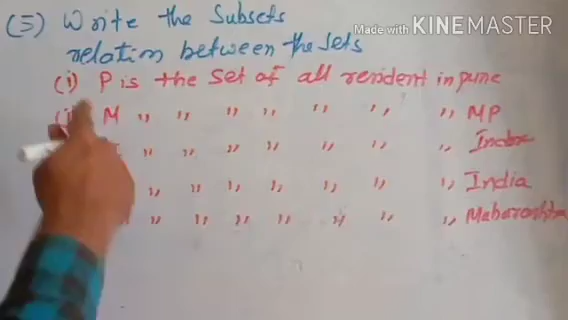 Made with KINEMASTER
(3) Write the Subsets
relation between the Sets
(i) P is the set of all resident in pune
M " " " " " " " MP
" " " " " " Indore
" " " " " " " India
" " " " " " " Maharashtra